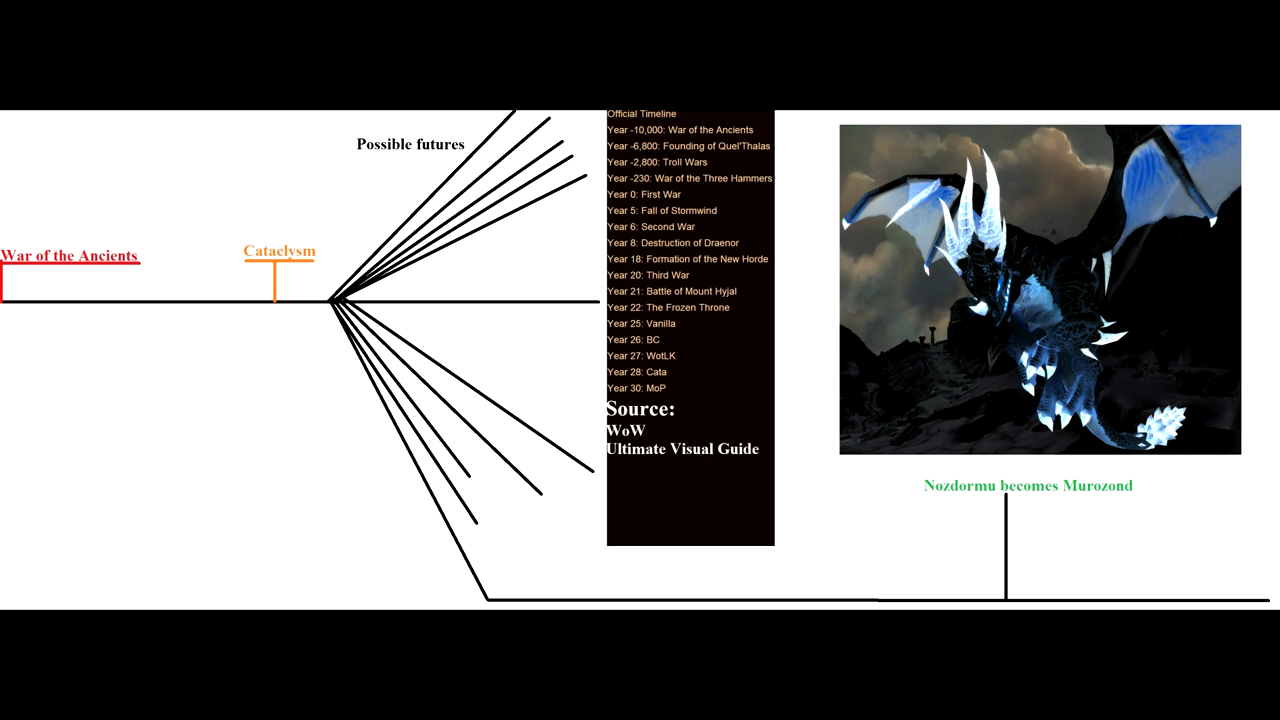 Possible futures
War of the Ancients
Cataclysm
Official Timeline
Year -10,000: War of the Ancients
Year -6,800: Founding of Quel'Thalas
Year -2,800: Troll Wars
Year -230: War of the Three Hammers
Year 0: First War
Year 5: Fall of Stormwind
Year 6: Second War
Year 8: Destruction of Draenor
Year 18: Formation of the New Horde
Year 20: Third War
Year 21: Battle of Mount Hyjal
Year 22: The Frozen Throne
Year 25: Vanilla
Year 26: BC
Year 27: WotLK
Year 28: Cata
Year 30: MoP
Source:
WoW
Ultimate Visual Guide
Nozdormu becomes Murozond